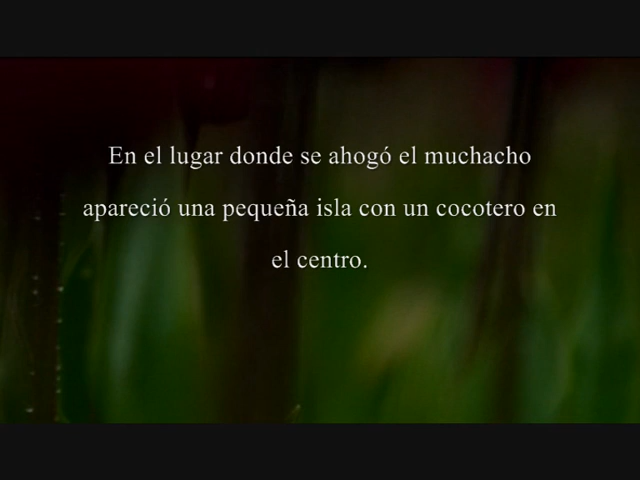 En el lugar donde se ahogó el muchacho
apareció una pequeña isla con un cocotero en
el centro.